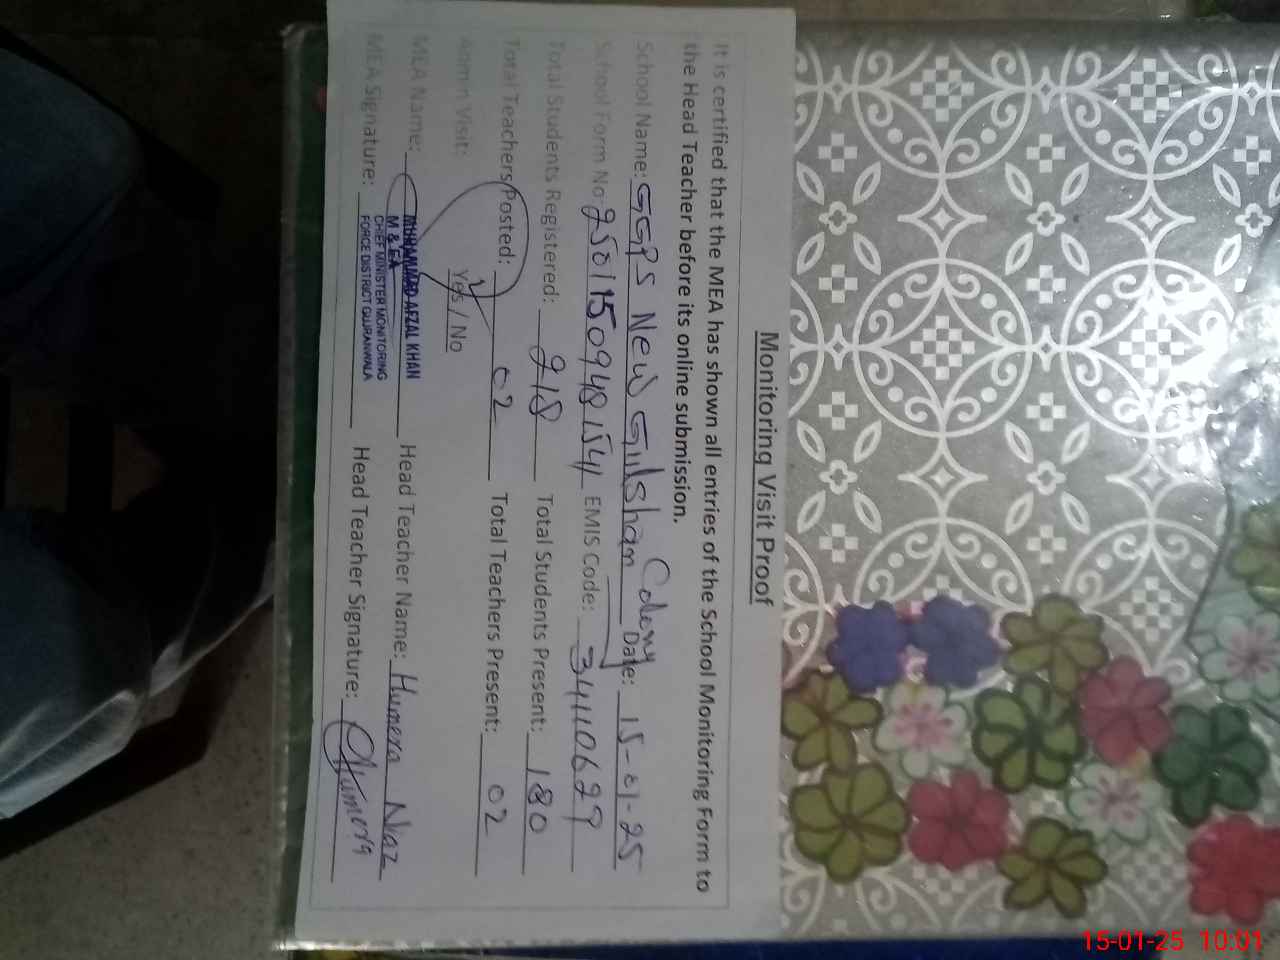 Monitoring Visit Proof
It is certified that the MEA has shown all entries of the School Monitoring Form to
the Head Teacher before its online submission.
School Name: GGPS New Gulshan Colony Date: 15-01-25
School Form No: 2501150948154 EMIS Code: 34110629
Total Students Registered: 218 Total Students Present: 180
Total Teachers Posted: 02 Total Teachers Present: 02
Admn Visit: Yes / No
MEA Name: MUHAMMAD AFZAL KHAN Head Teacher Name: Humera Niaz
M & EA
CHIEF MINISTER MONITORING
FORCE DISTRICT GUJRANWALA
MEA Signature: Head Teacher Signature: Humera
15-01-25 10:01